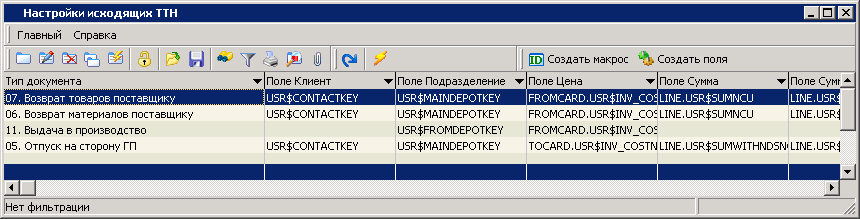 Настройки исходящих ТТН
Главный Справка
ID Создать макрос Создать поля
Тип документа Поле Клиент Поле Подразделение Поле Цена Поле Сумма Поле Сумм
07. Возврат товаров поставщику USR$CONTACTKEY USR$MAINDEPOTKEY FROMCARD.USR$INV_COS LINE.USR$SUMNCU LINE.USR$
06. Возврат материалов поставщику USR$CONTACTKEY USR$MAINDEPOTKEY FROMCARD.USR$INV_COS LINE.USR$SUMNCU LINE.USR$
11. Выдача в производство USR$FROMDEPOTKEY FROMCARD.USR$INV_COS
05. Отпуск на сторону ГП USR$CONTACTKEY USR$MAINDEPOTKEY TOCARD.USR$INV_COSTN LINE.USR$SUMWITHNDSN LINE.USR$
Нет фильтрации